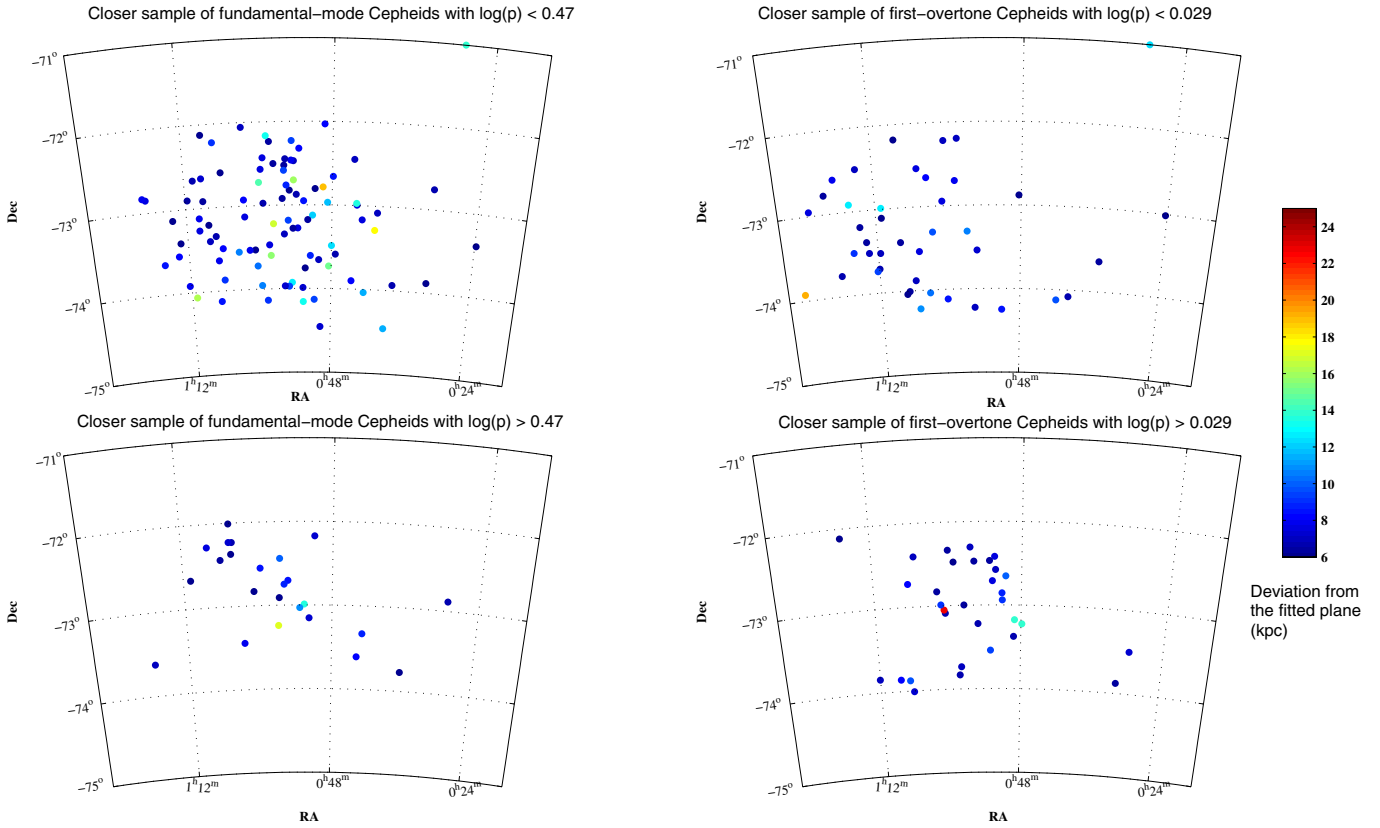 Closer sample of fundamental−mode Cepheids with log(p) < 0.47
−71°
−72°
−73°
−74°
−75°
Dec
1ʰ12ᵐ
0ʰ48ᵐ
0ʰ24ᵐ
RA
Closer sample of first−overtone Cepheids with log(p) < 0.029
−71°
−72°
−73°
−74°
−75°
Dec
1ʰ12ᵐ
0ʰ48ᵐ
0ʰ24ᵐ
RA
Closer sample of fundamental−mode Cepheids with log(p) > 0.47
−71°
−72°
−73°
−74°
−75°
Dec
1ʰ12ᵐ
0ʰ48ᵐ
0ʰ24ᵐ
RA
Closer sample of first−overtone Cepheids with log(p) > 0.029
−71°
−72°
−73°
−74°
−75°
Dec
1ʰ12ᵐ
0ʰ48ᵐ
0ʰ24ᵐ
RA
24
22
20
18
16
14
12
10
8
6
Deviation from
the fitted plane
(kpc)